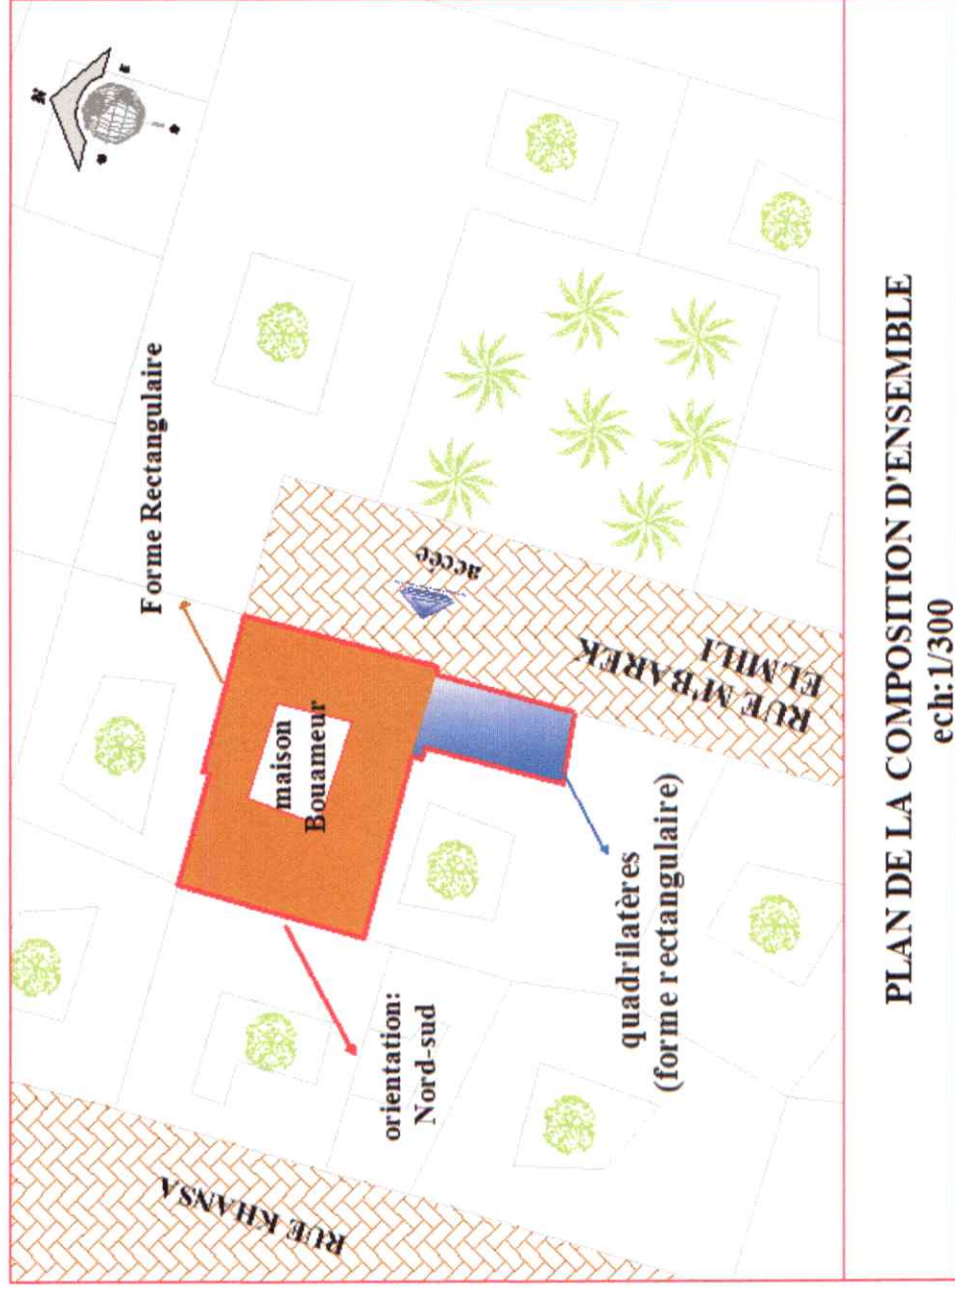 N
E
Forme Rectangulaire
accée
maison
Bouameur
RUE M'BAREK
ELMILI
quadrilatères
(forme rectangulaire)
orientation:
Nord-sud
RUE KHANSA
PLAN DE LA COMPOSITION D'ENSEMBLE
ech:1/300